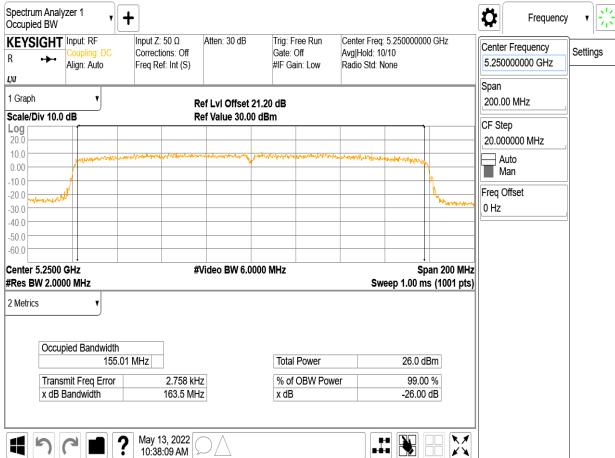 Spectrum Analyzer 1
Occupied BW
Frequency
KEYSIGHT
R
LXI
Input: RF
Coupling: DC
Align: Auto
Input Z: 50 Ω
Corrections: Off
Freq Ref: Int (S)
Atten: 30 dB
Trig: Free Run
Gate: Off
#IF Gain: Low
Center Freq: 5.250000000 GHz
Avg|Hold: 10/10
Radio Std: None
Center Frequency
5.250000000 GHz
Settings
Span
200.00 MHz
CF Step
20.000000 MHz
Auto
Man
Freq Offset
0 Hz
1 Graph
Ref Lvl Offset 21.20 dB
Scale/Div 10.0 dB
Ref Value 30.00 dBm
Log
20.0
10.0
0.00
-10.0
-20.0
-30.0
-40.0
-50.0
-60.0
Center 5.2500 GHz
#Video BW 6.0000 MHz
Span 200 MHz
#Res BW 2.0000 MHz
Sweep 1.00 ms (1001 pts)
2 Metrics
Occupied Bandwidth
155.01 MHz
Total Power 26.0 dBm
Transmit Freq Error 2.758 kHz
% of OBW Power 99.00 %
x dB Bandwidth 163.5 MHz
x dB -26.00 dB
?
May 13, 2022
10:38:09 AM